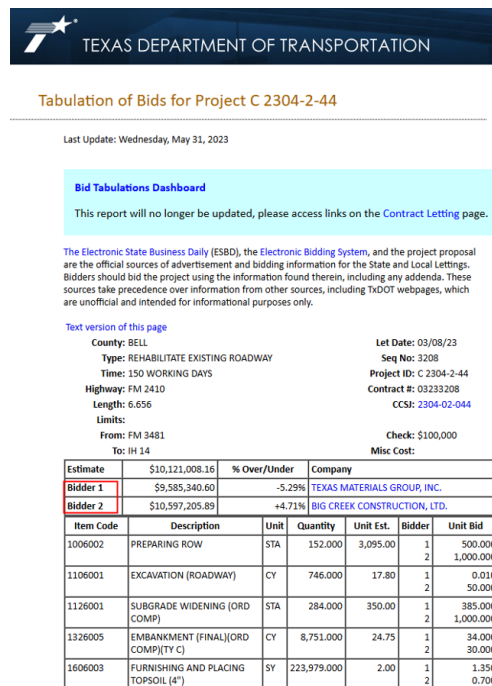 TEXAS DEPARTMENT OF TRANSPORTATION
Tabulation of Bids for Project C 2304-2-44
Last Update: Wednesday, May 31, 2023
Bid Tabulations Dashboard
This report will no longer be updated, please access links on the Contract Letting page.
The Electronic State Business Daily (ESBD), the Electronic Bidding System, and the project proposal
are the official sources of advertisement and bidding information for the State and Local Lettings.
Bidders should bid the project using the information found therein, including any addenda. These
sources take precedence over information from other sources, including TxDOT webpages, which
are unofficial and intended for informational purposes only.
Text version of this page
County: BELL Let Date: 03/08/23
Type: REHABILITATE EXISTING ROADWAY Seq No: 3208
Time: 150 WORKING DAYS Project ID: C 2304-2-44
Highway: FM 2410 Contract #: 03233208
Length: 6.656 CCSJ: 2304-02-044
Limits:
From: FM 3481 Check: $100,000
To: IH 14 Misc Cost:
Estimate $10,121,008.16 % Over/Under Company
Bidder 1 $9,585,340.60 -5.29% TEXAS MATERIALS GROUP, INC.
Bidder 2 $10,597,205.89 +4.71% BIG CREEK CONSTRUCTION, LTD.
Item Code Description Unit Quantity Unit Est. Bidder Unit Bid
1006002 PREPARING ROW STA 152.000 3,095.00 1 500.000
2 1,000.000
1106001 EXCAVATION (ROADWAY) CY 746.000 17.80 1 0.010
2 50.000
1126001 SUBGRADE WIDENING (ORD STA 284.000 350.00 1 385.000
COMP) 2 1,000.000
1326005 EMBANKMENT (FINAL)(ORD CY 8,751.000 24.75 1 34.000
COMP)(TY C) 2 30.000
1606003 FURNISHING AND PLACING SY 223,979.000 2.00 1 1.350
TOPSOIL (4") 2 0.700